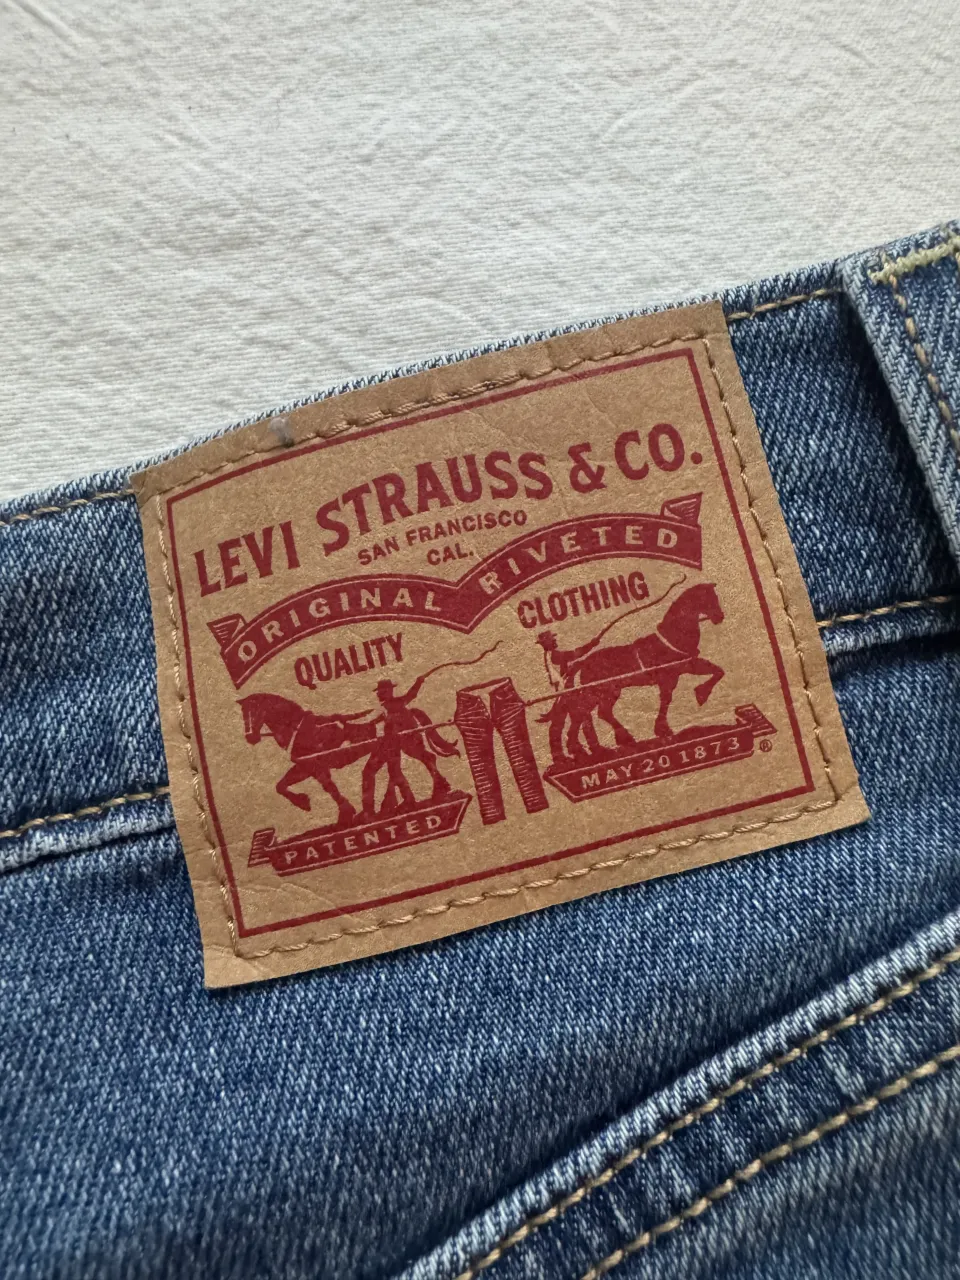 LEVI STRAUSS & CO.
SAN FRANCISCO
CAL.
ORIGINAL RIVETED
QUALITY CLOTHING
PATENTED MAY 20 1873 ®